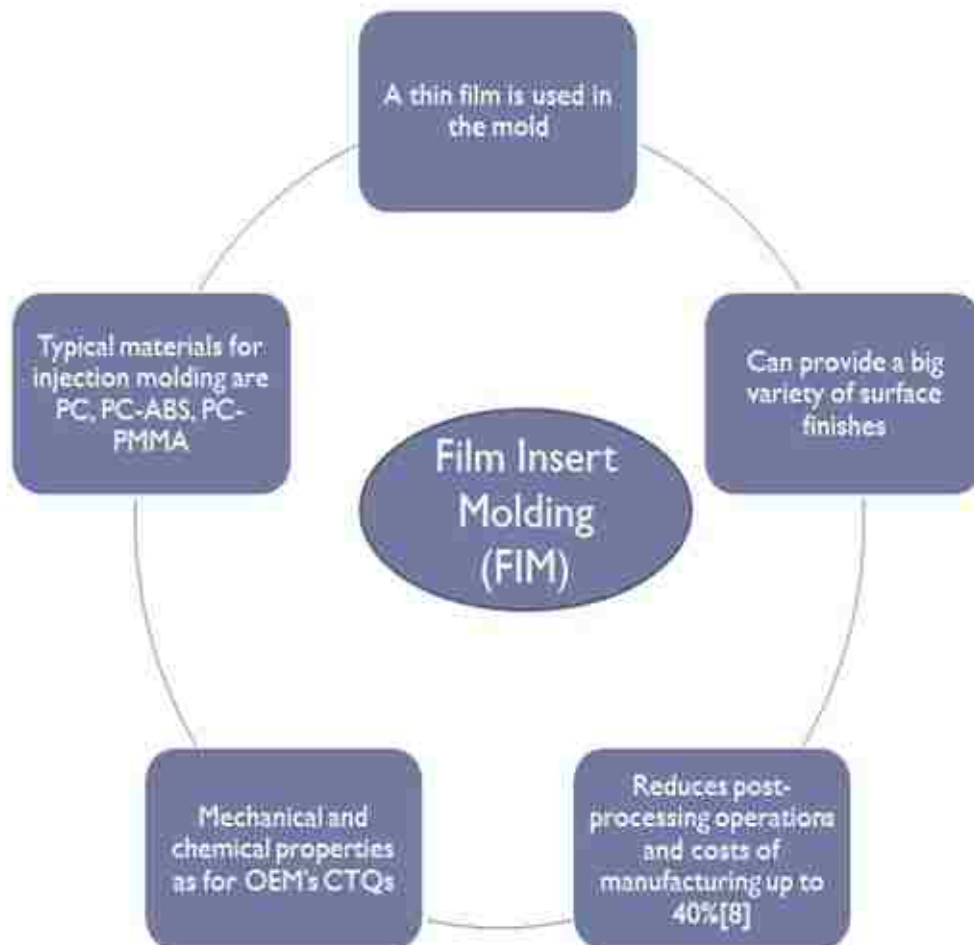 A thin film is used in
the mold
Can provide a big
variety of surface
finishes
Reduces post-
processing operations
and costs of
manufacturing up to
40%[8]
Mechanical and
chemical properties
as for OEM's CTQs
Typical materials for
injection molding are
PC, PC-ABS, PC-
PMMA
Film Insert
Molding
(FIM)